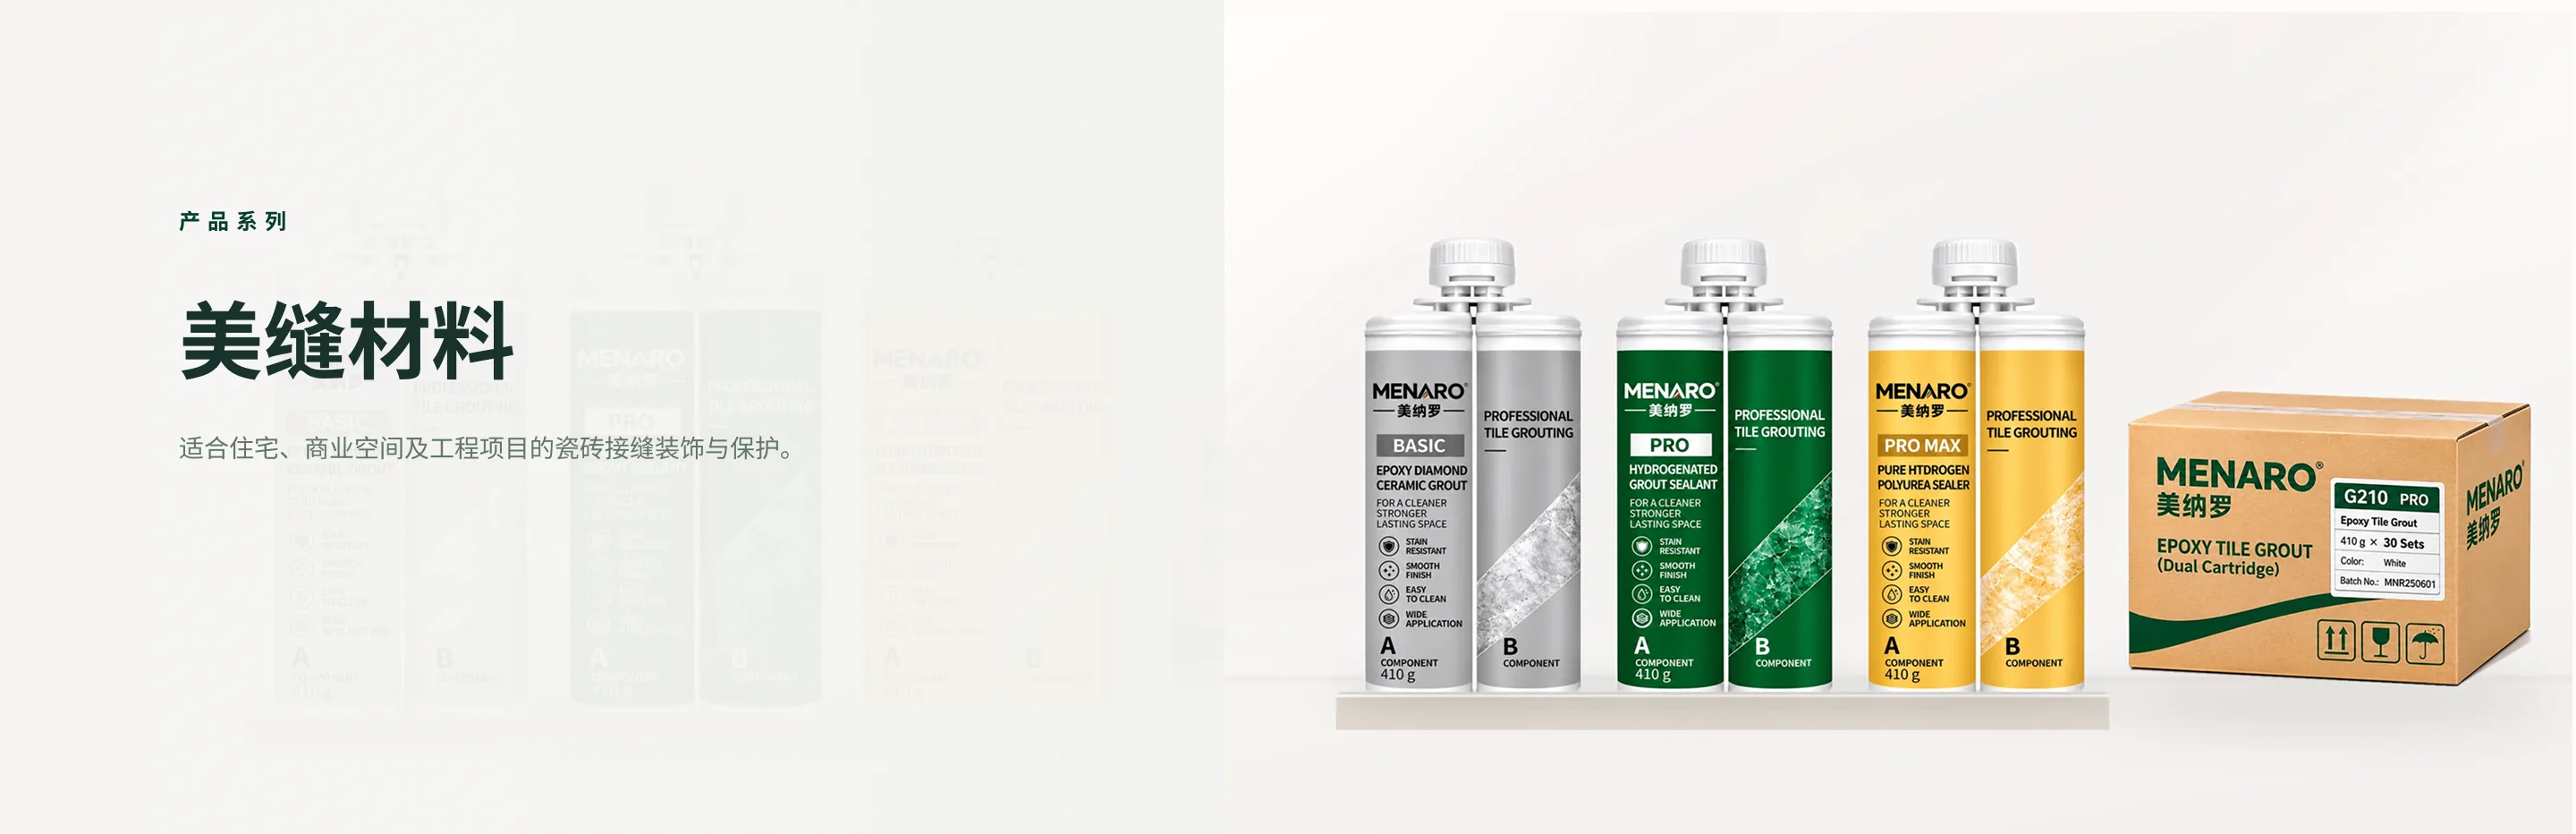 产品系列
美缝材料
适合住宅、商业空间及工程项目的瓷砖接缝装饰与保护。
MENARO®
美纳罗
BASIC
EPOXY DIAMOND
CERAMIC GROUT
FOR A CLEANER
STRONGER
LASTING SPACE
STAIN
RESISTANT
SMOOTH
FINISH
EASY
TO CLEAN
WIDE
APPLICATION
A
COMPONENT
410 g
PROFESSIONAL
TILE GROUTING
B
COMPONENT
MENARO®
美纳罗
PRO
HYDROGENATED
GROUT SEALANT
FOR A CLEANER
STRONGER
LASTING SPACE
STAIN
RESISTANT
SMOOTH
FINISH
EASY
TO CLEAN
WIDE
APPLICATION
A
COMPONENT
410 g
PROFESSIONAL
TILE GROUTING
B
COMPONENT
MENARO®
美纳罗
PRO MAX
PURE HTDROGEN
POLYUREA SEALER
FOR A CLEANER
STRONGER
LASTING SPACE
STAIN
RESISTANT
SMOOTH
FINISH
EASY
TO CLEAN
WIDE
APPLICATION
A
COMPONENT
410 g
PROFESSIONAL
TILE GROUTING
B
COMPONENT
MENARO®
美纳罗
EPOXY TILE GROUT
(Dual Cartridge)
G210 PRO
Epoxy Tile Grout
410 g × 30 Sets
Color: White
Batch No.: MNR250601
MENARO®
美纳罗